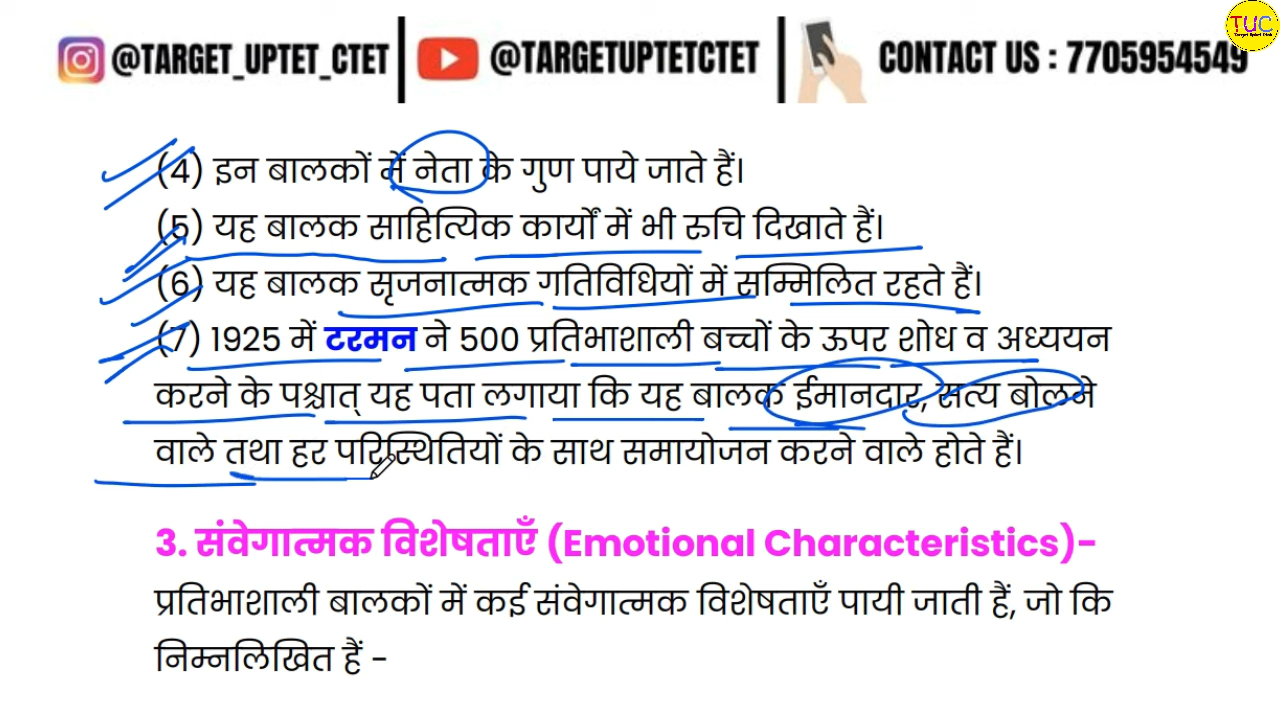 @TARGET_UPTET_CTET @TARGETUPTETCTET CONTACT US : 7705954549
TUC
(4) इन बालकों में नेता के गुण पाये जाते हैं।
(5) यह बालक साहित्यिक कार्यों में भी रुचि दिखाते हैं।
(6) यह बालक सृजनात्मक गतिविधियों में सम्मिलित रहते हैं।
(7) 1925 में टरमन ने 500 प्रतिभाशाली बच्चों के ऊपर शोध व अध्ययन
करने के पश्चात् यह पता लगाया कि यह बालक ईमानदार, सत्य बोलने
वाले तथा हर परिस्थितियों के साथ समायोजन करने वाले होते हैं।
3. संवेगात्मक विशेषताएँ (Emotional Characteristics)-
प्रतिभाशाली बालकों में कई संवेगात्मक विशेषताएँ पायी जाती हैं, जो कि
निम्नलिखित हैं -